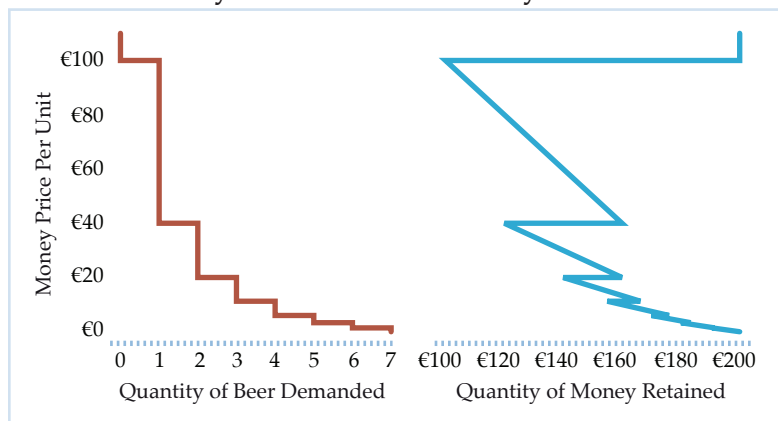 Money Price Per Unit
€100
€80
€60
€40
€20
€0
0 1 2 3 4 5 6 7
Quantity of Beer Demanded
€100 €120 €140 €160 €180 €200
Quantity of Money Retained